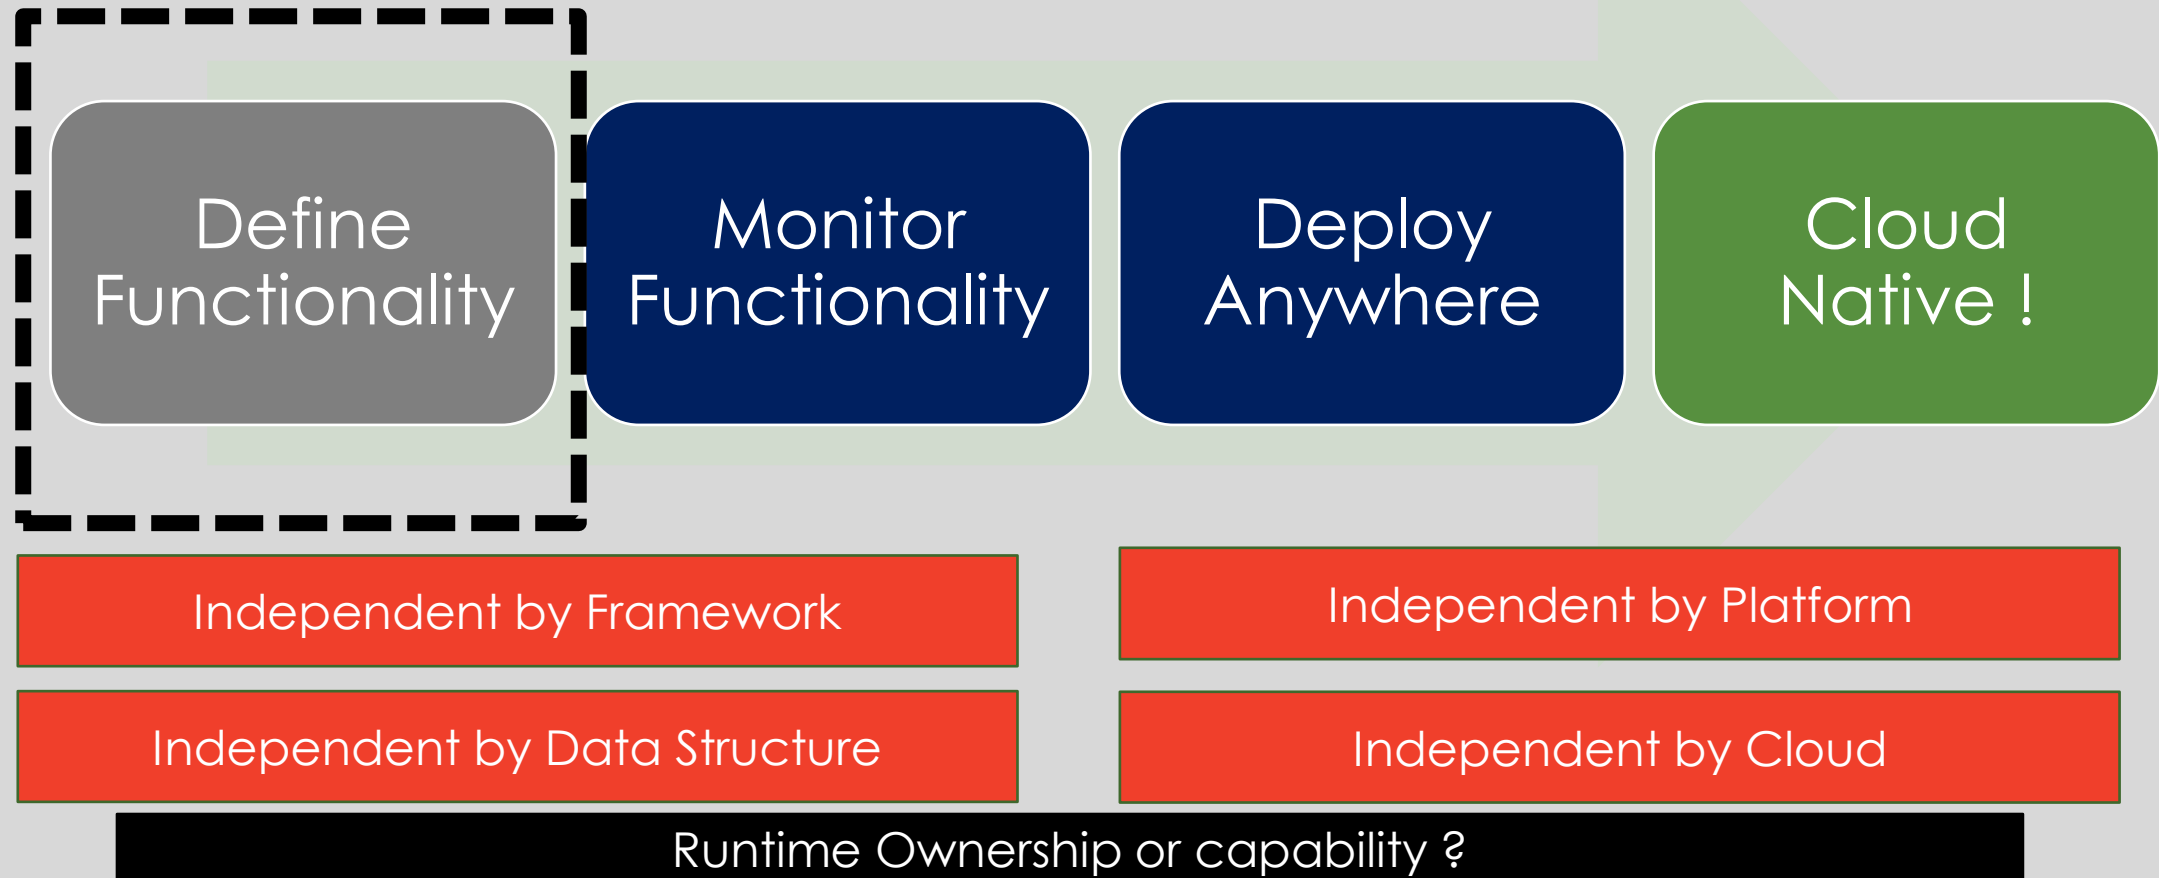 Define
Functionality
Monitor
Functionality
Deploy
Anywhere
Cloud
Native !
Independent by Framework
Independent by Platform
Independent by Data Structure
Independent by Cloud
Runtime Ownership or capability ?